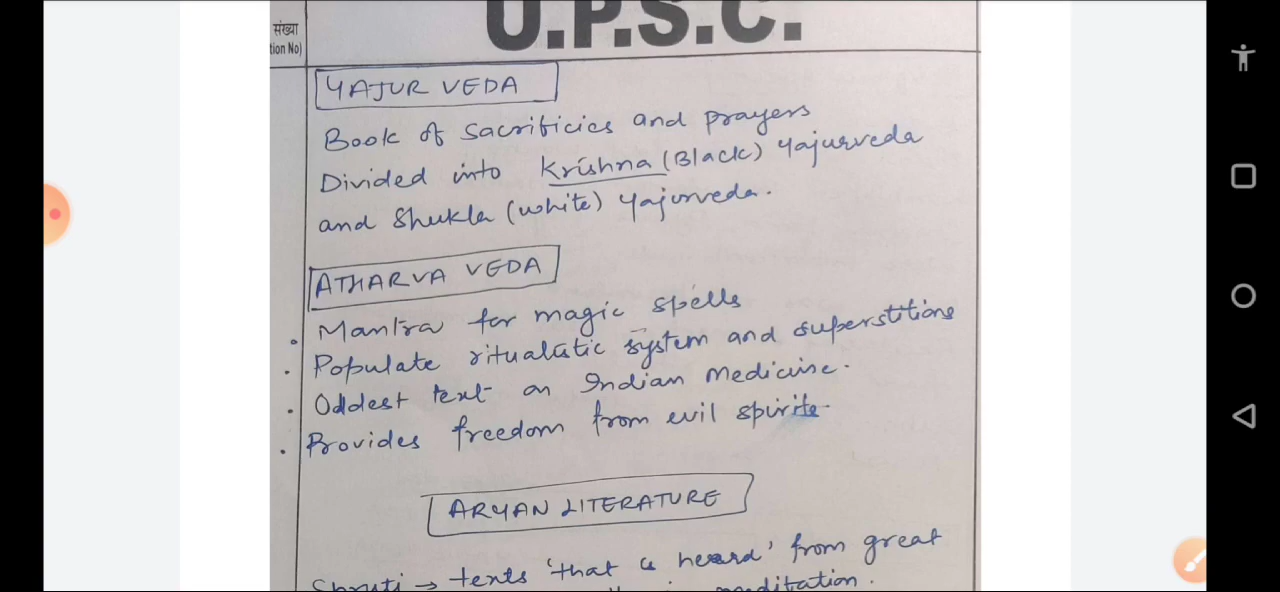 U.P.S.C.
संख्या
tion No)
YAJUR VEDA
Book of sacrificies and prayers
Divided into Krishna (Black) Yajurveda
and Shukla (white) Yajurveda.
ATHARVA VEDA
• Mantra for magic spells
• Populate ritualistic system and superstitions
• Oddest text on Indian medicine.
• Provides freedom from evil spirits
ARYAN LITERATURE
Shruti → texts 'that is heard' from great
meditation.